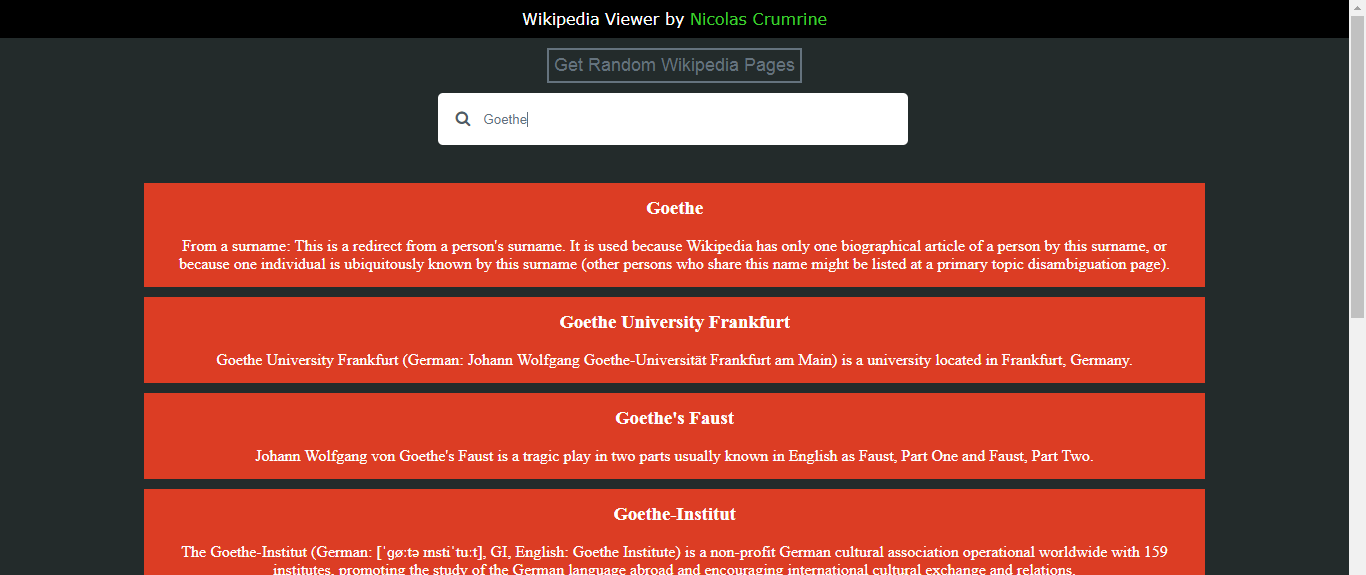 Wikipedia Viewer by Nicolas Crumrine
Get Random Wikipedia Pages
Goethe
Goethe
From a surname: This is a redirect from a person's surname. It is used because Wikipedia has only one biographical article of a person by this surname, or
because one individual is ubiquitously known by this surname (other persons who share this name might be listed at a primary topic disambiguation page).
Goethe University Frankfurt
Goethe University Frankfurt (German: Johann Wolfgang Goethe-Universität Frankfurt am Main) is a university located in Frankfurt, Germany.
Goethe's Faust
Johann Wolfgang von Goethe's Faust is a tragic play in two parts usually known in English as Faust, Part One and Faust, Part Two.
Goethe-Institut
The Goethe-Institut (German: [ˈɡøːtə ɪnstiˈtuːt], GI, English: Goethe Institute) is a non-profit German cultural association operational worldwide with 159
institutes, promoting the study of the German language abroad and encouraging international cultural exchange and relations.